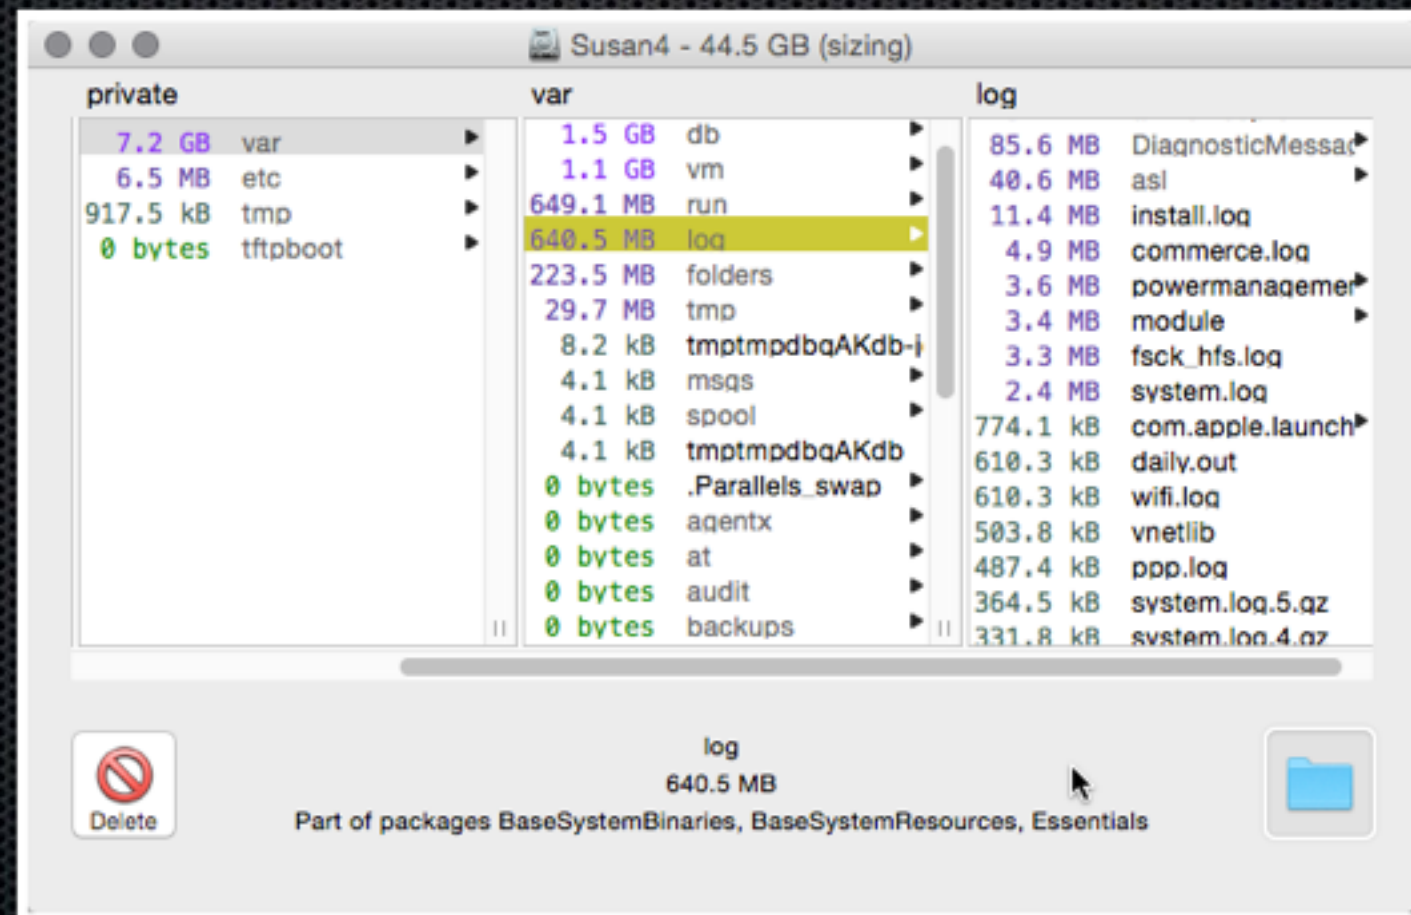 Susan4 - 44.5 GB (sizing)
private
7.2 GB var
6.5 MB etc
917.5 kB tmp
0 bytes tftpboot
var
1.5 GB db
1.1 GB vm
649.1 MB run
640.5 MB log
223.5 MB folders
29.7 MB tmp
8.2 kB tmptmpdbqAKdb-j
4.1 kB msgs
4.1 kB spool
4.1 kB tmptmpdbqAKdb
0 bytes .Parallels_swap
0 bytes agentx
0 bytes at
0 bytes audit
0 bytes backups
log
85.6 MB DiagnosticMessag
40.6 MB asl
11.4 MB install.log
4.9 MB commerce.log
3.6 MB powermanagemen
3.4 MB module
3.3 MB fsck_hfs.log
2.4 MB system.log
774.1 kB com.apple.launch
610.3 kB daily.out
610.3 kB wifi.log
503.8 kB vnetlib
487.4 kB ppp.log
364.5 kB system.log.5.gz
331.8 kB system.log.4.gz
Delete
log
640.5 MB
Part of packages BaseSystemBinaries, BaseSystemResources, Essentials